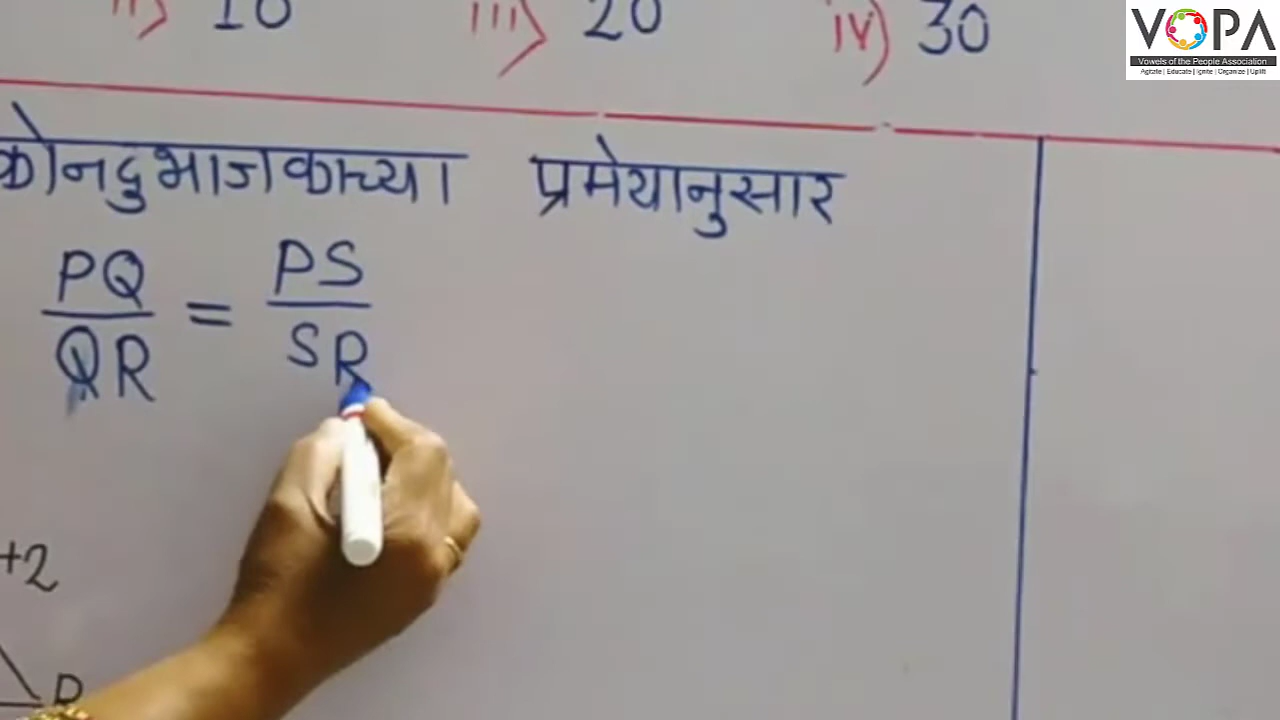 ii) 10 iii) 20 iv) 30
VOPA
Vowels of the People Association
Agitate | Educate | Ignite | Organize | Uplift
कोनदुभाजकाच्या प्रमेयानुसार
PQ/QR = PS/SR
+2
R